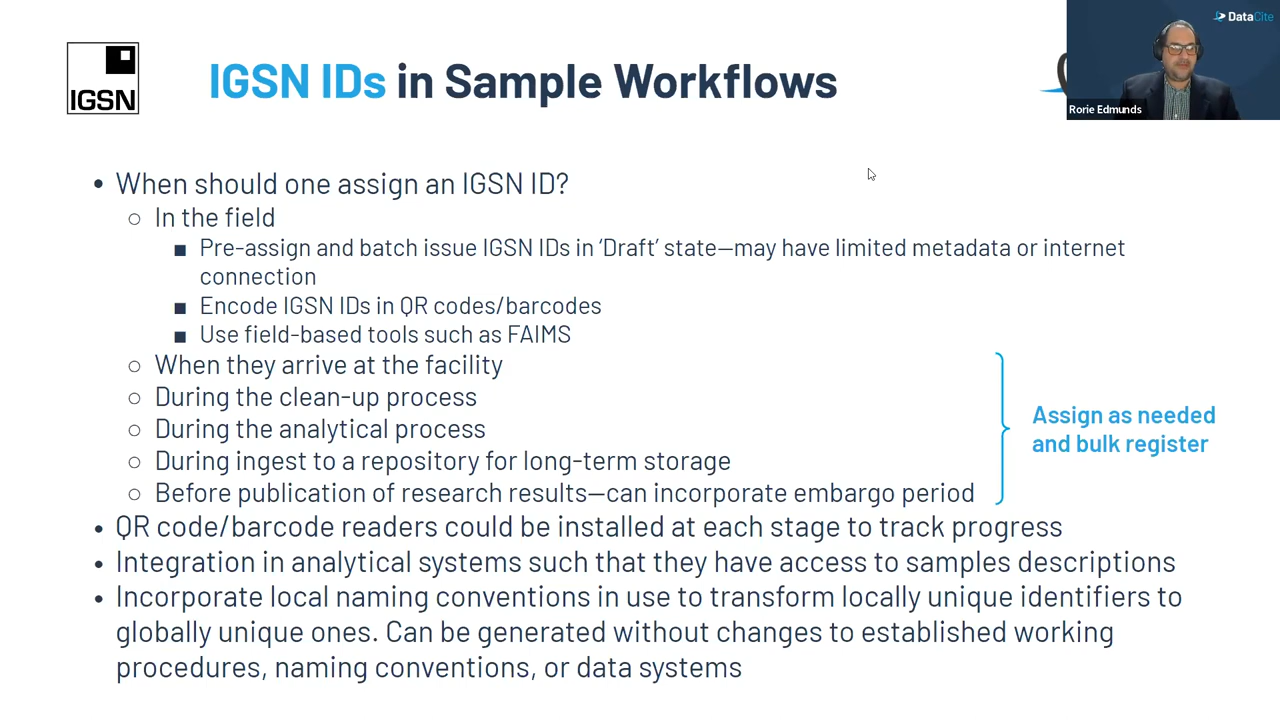 DataCite
Rorie Edmunds
IGSN
IGSN IDs in Sample Workflows
• When should one assign an IGSN ID?
○ In the field
■ Pre-assign and batch issue IGSN IDs in ‘Draft’ state—may have limited metadata or internet
connection
■ Encode IGSN IDs in QR codes/barcodes
■ Use field-based tools such as FAIMS
○ When they arrive at the facility
○ During the clean-up process
○ During the analytical process
○ During ingest to a repository for long-term storage
○ Before publication of research results—can incorporate embargo period
Assign as needed
and bulk register
• QR code/barcode readers could be installed at each stage to track progress
• Integration in analytical systems such that they have access to samples descriptions
• Incorporate local naming conventions in use to transform locally unique identifiers to
globally unique ones. Can be generated without changes to established working
procedures, naming conventions, or data systems